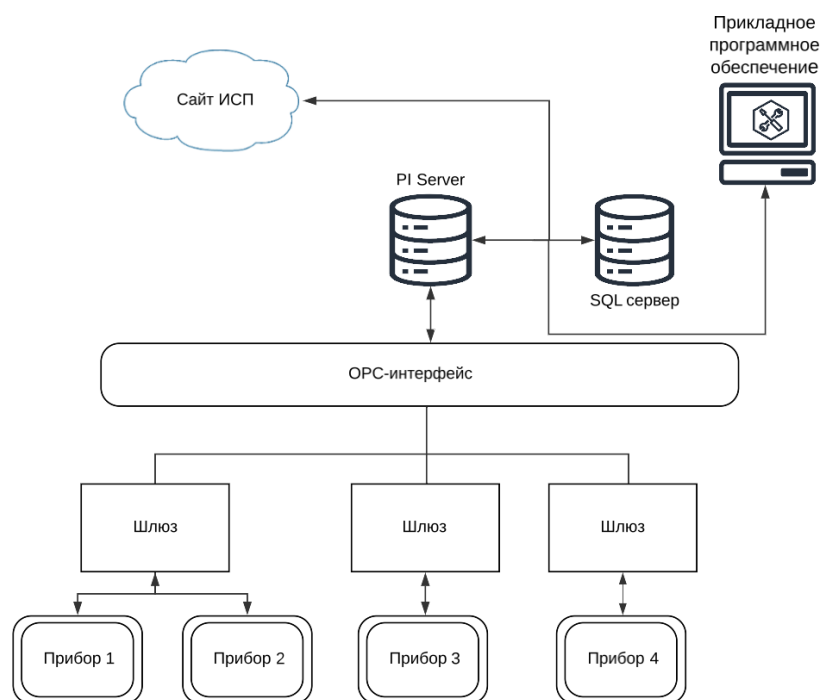 Прикладное
программное
обеспечение
Сайт ИСП
PI Server
SQL сервер
OPC-интерфейс
Шлюз
Шлюз
Шлюз
Прибор 1
Прибор 2
Прибор 3
Прибор 4